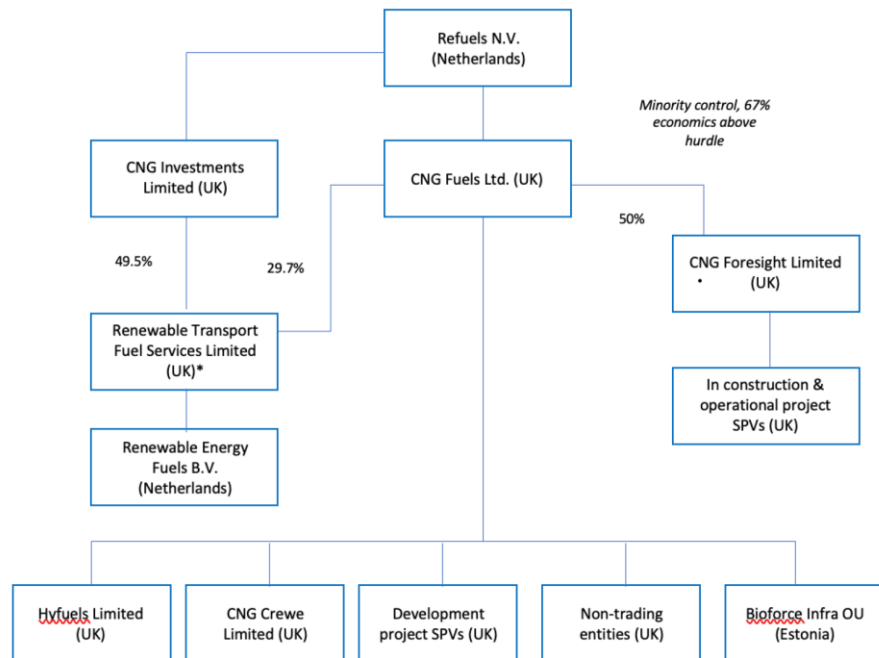 Refuels N.V.
(Netherlands)
Minority control, 67%
economics above
hurdle
CNG Investments
Limited (UK)
CNG Fuels Ltd. (UK)
49.5%
29.7%
50%
CNG Foresight Limited
(UK)
Renewable Transport
Fuel Services Limited
(UK)*
In construction &
operational project
SPVs (UK)
Renewable Energy
Fuels B.V.
(Netherlands)
Hyfuels Limited
(UK)
CNG Crewe
Limited (UK)
Development
project SPVs (UK)
Non-trading
entities (UK)
Bioforce Infra OU
(Estonia)